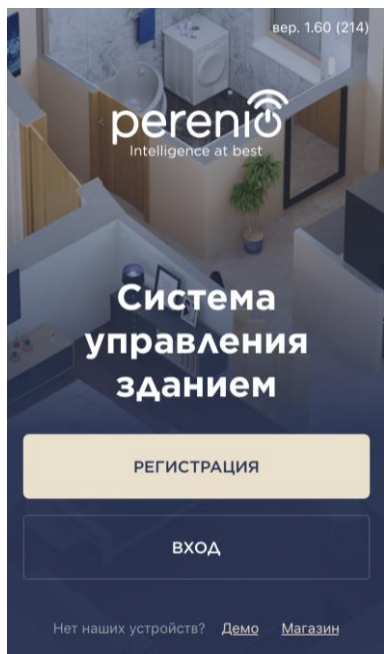 вер. 1.60 (214)
perenio
Intelligence at best
Система
управления
зданием
РЕГИСТРАЦИЯ
ВХОД
Нет наших устройств? Демо Магазин